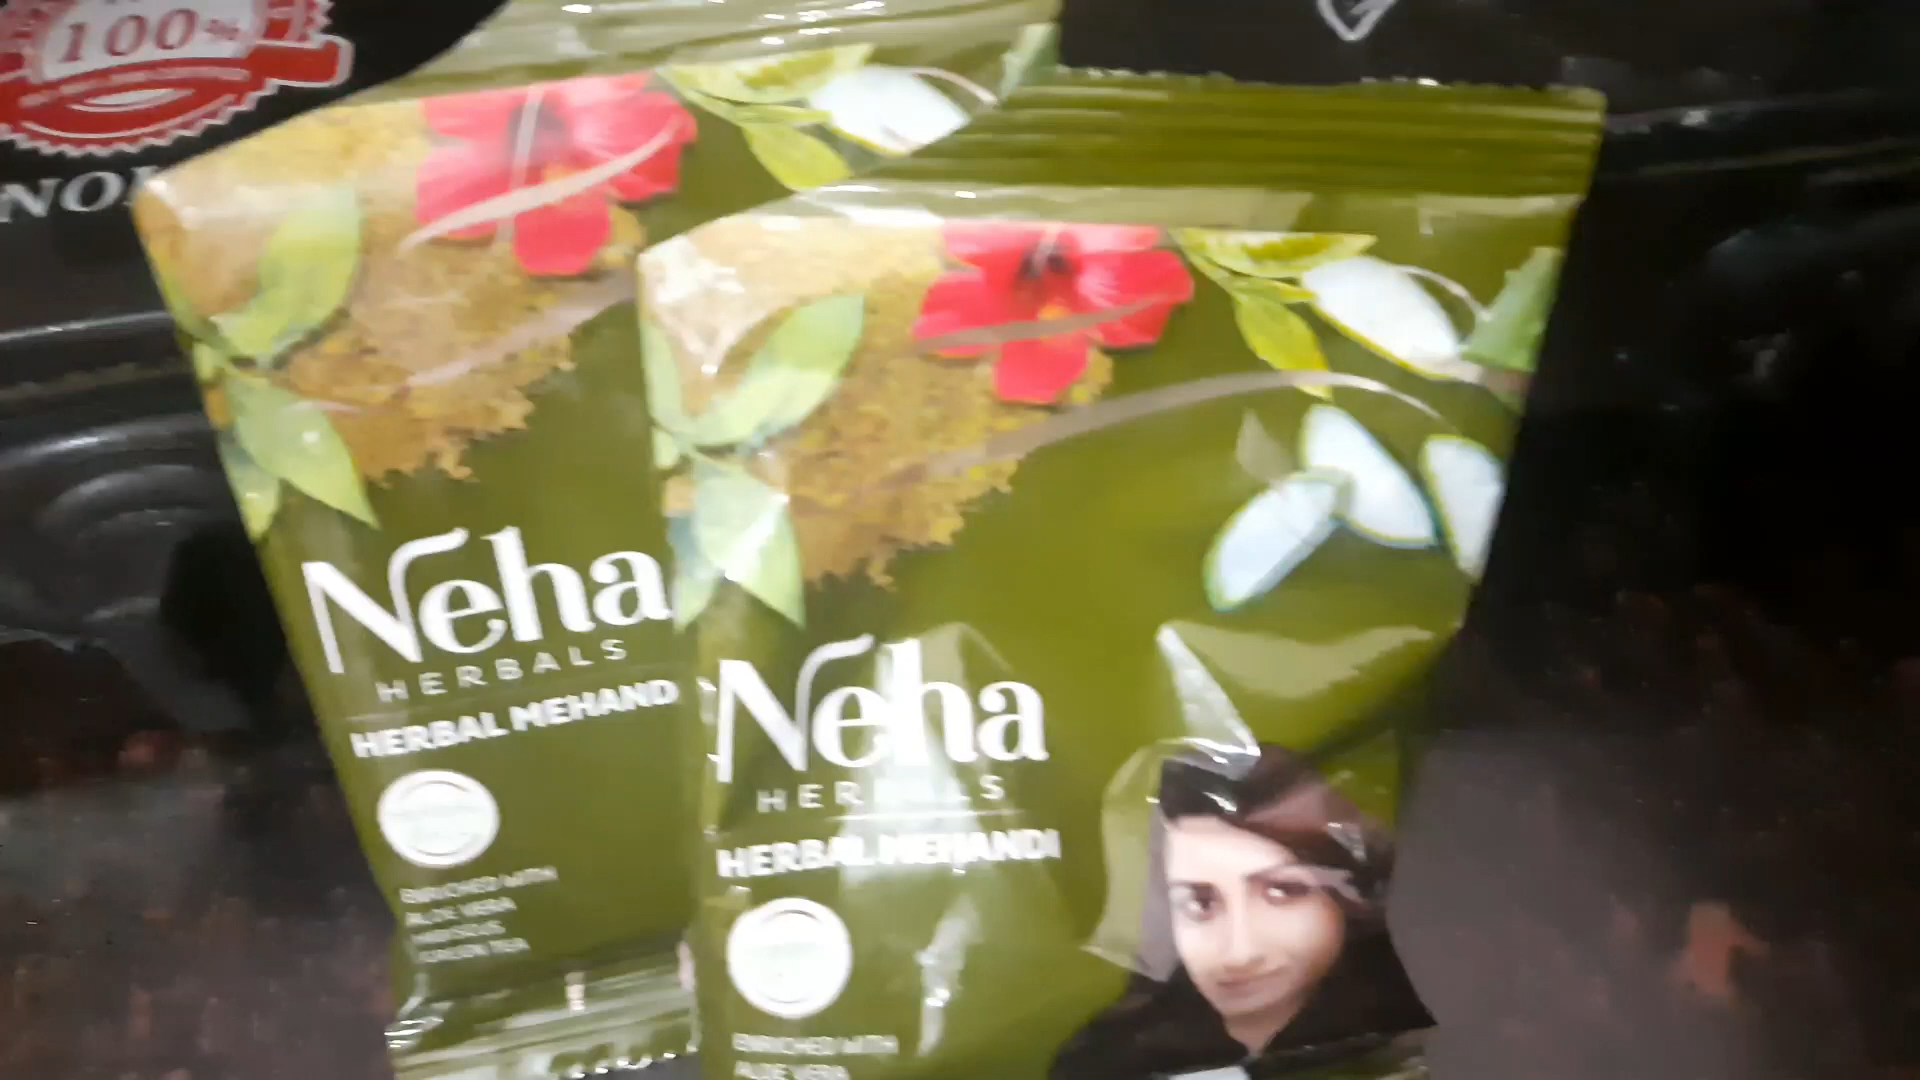 100%
NO
Neha
HERBALS
HERBAL MEHAND
ENRICHED WITH
ALOE VERA
HIBISCUS
GREEN TEA
Neha
HERBALS
HERBAL MEHANDI
ENRICHED WITH
ALOE VERA